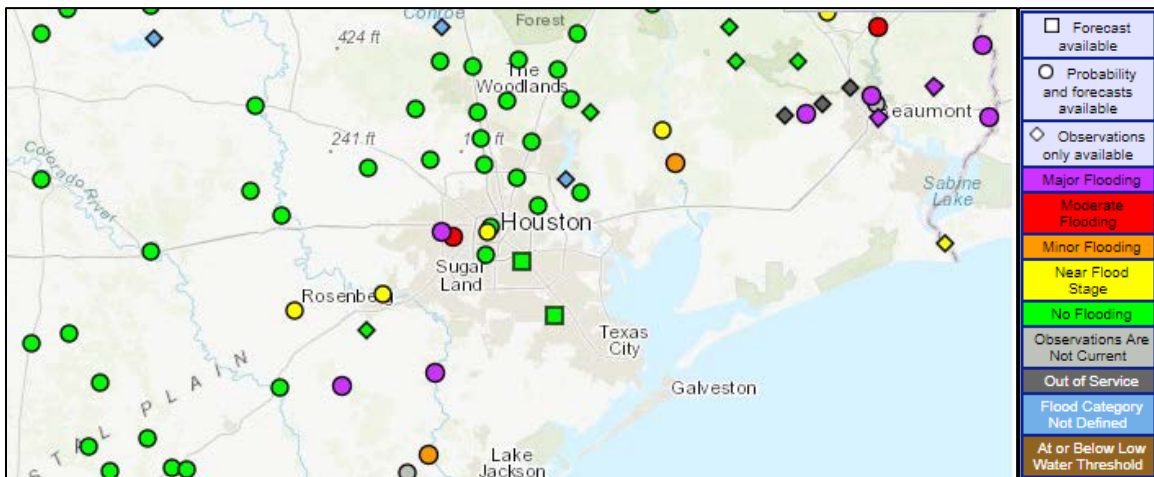 Conroe
Forest
424 ft
The
Woodlands
Beaumont
241 ft
Colorado River
Sabine
Lake
Houston
Sugar
Land
Rosenberg
Texas
City
Galveston
PLAIN
Lake
Jackson
Forecast
available
Probability
and forecasts
available
Observations
only available
Major Flooding
Moderate
Flooding
Minor Flooding
Near Flood
Stage
No Flooding
Observations Are
Not Current
Out of Service
Flood Category
Not Defined
At or Below Low
Water Threshold